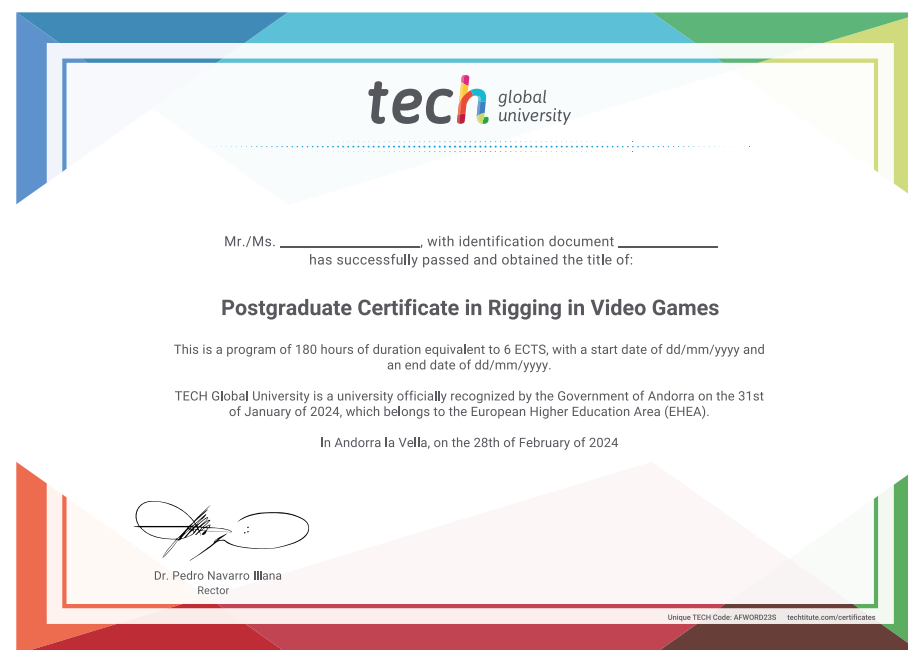 tech global
university
Mr./Ms. ____________, with identification document ____________
has successfully passed and obtained the title of:
Postgraduate Certificate in Rigging in Video Games
This is a program of 180 hours of duration equivalent to 6 ECTS, with a start date of dd/mm/yyyy and
an end date of dd/mm/yyyy.
TECH Global University is a university officially recognized by the Government of Andorra on the 31st
of January of 2024, which belongs to the European Higher Education Area (EHEA).
In Andorra la Vella, on the 28th of February of 2024
Dr. Pedro Navarro Illana
Rector
Unique TECH Code: AFWORD23S techtitute.com/certificates